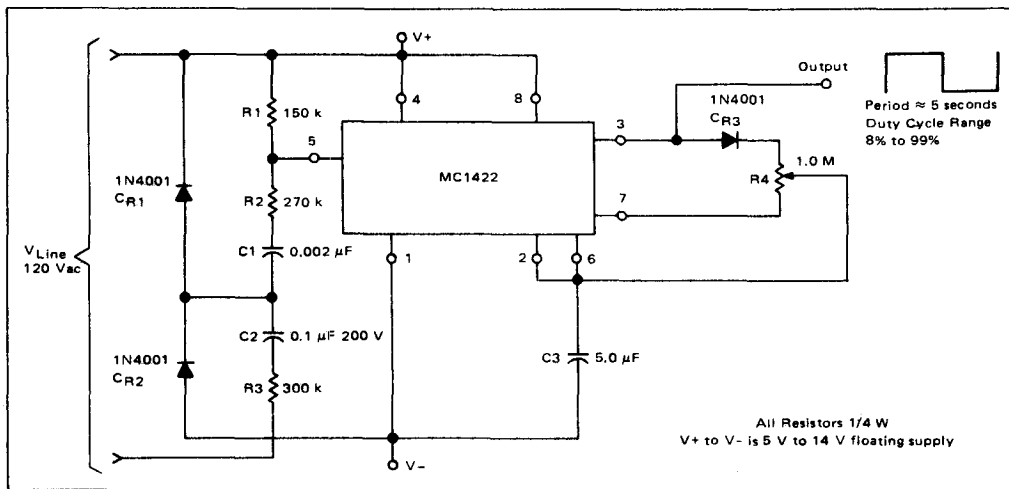 V+
Output
R1
150 k
4
8
1N4001
CR3
3
Period ≈ 5 seconds
Duty Cycle Range
8% to 99%
5
MC1422
1.0 M
R4
1N4001
CR1
R2
270 k
7
VLine
120 Vac
C1
0.002 µF
1
2
6
C2
0.1 µF 200 V
C3
5.0 µF
1N4001
CR2
R3
300 k
All Resistors 1/4 W
V+ to V- is 5 V to 14 V floating supply
V-